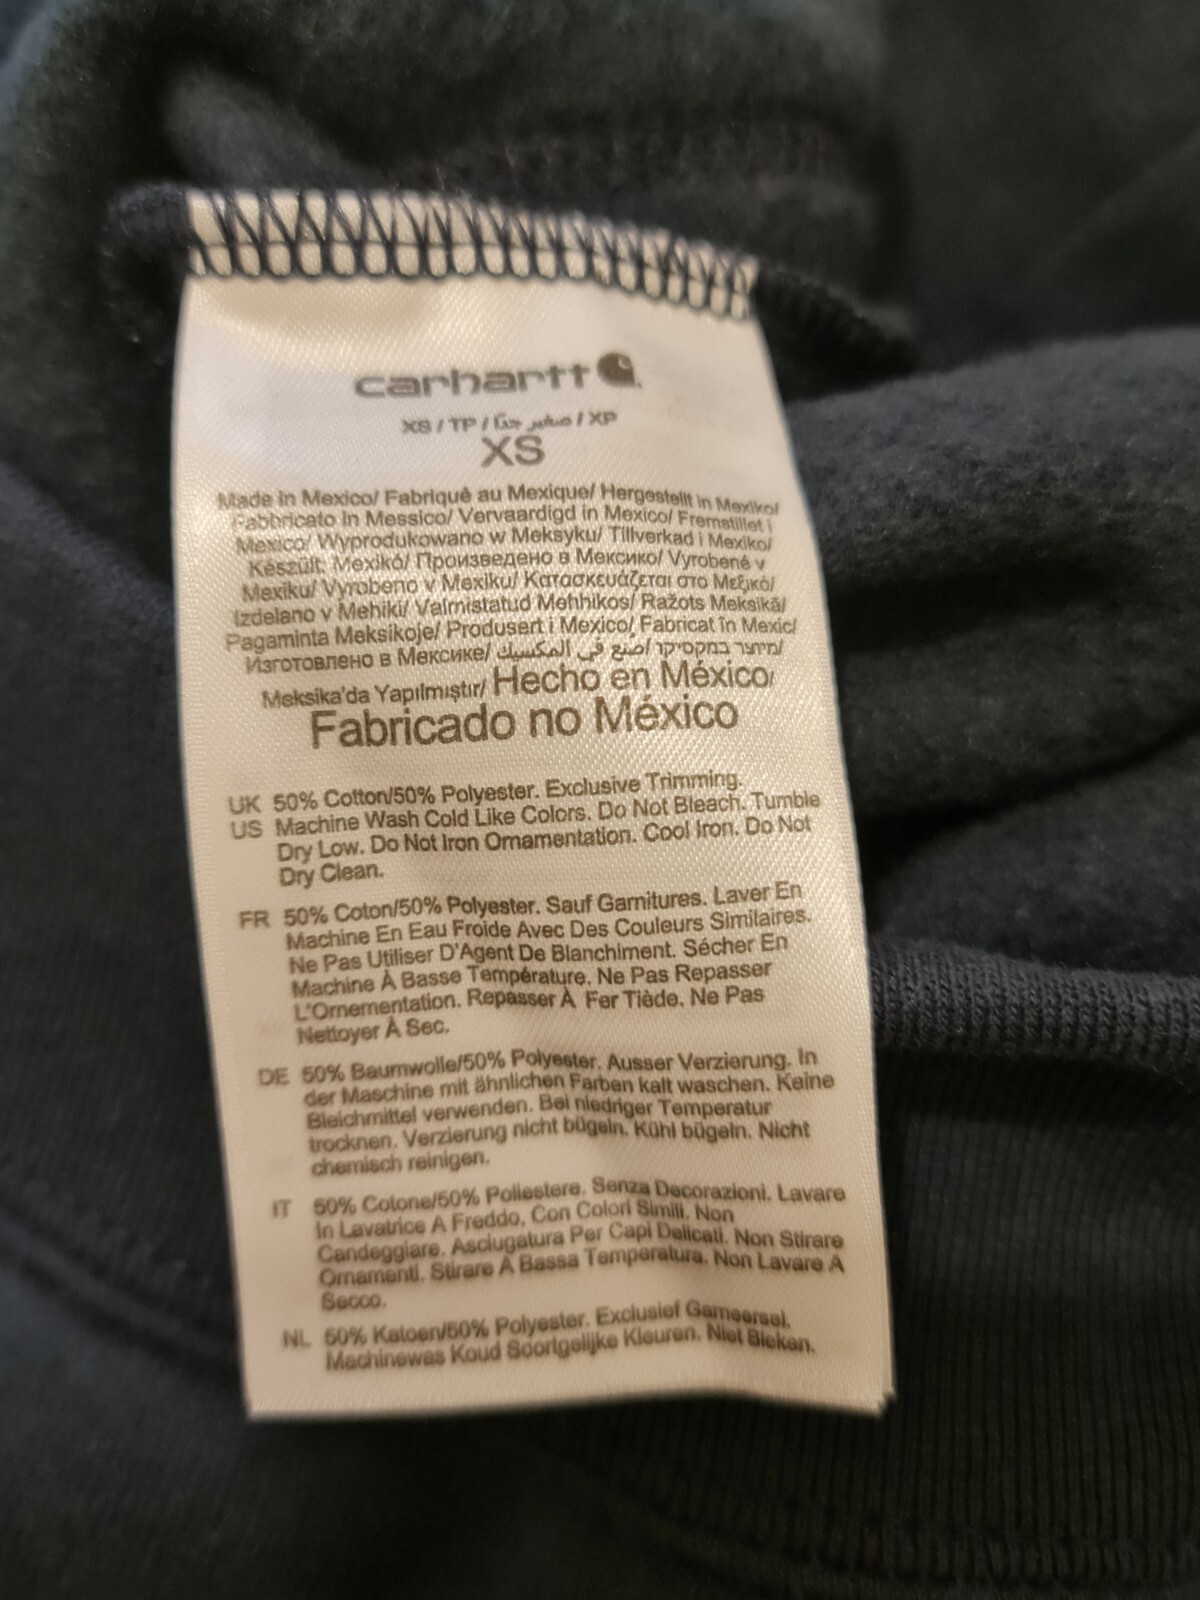 carhartt
XS / TP / صغير جدًا / XP
XS
Made in Mexico/ Fabriqué au Mexique/ Hergestellt in Mexiko/
Fabbricato in Messico/ Vervaardigd in Mexico/ Fremstillet i
Mexico/ Wyprodukowano w Meksyku/ Tillverkad i Mexiko/
Készült: Mexikó/ Произведено в Мексико/ Vyrobené v
Mexiku/ Vyrobeno v Mexiku/ Κατασκευάζεται στο Μεξικό/
Izdelano v Mehiki/ Valmistatud Mehhikos/ Ražots Meksikā/
Pagaminta Meksikoje/ Produsert i Mexico/ Fabricat în Mexic/
Изготовлено в Мексике/ صنع في المكسيك/ מיוצר במקסיקו/
Meksika'da Yapılmıştır/ Hecho en México/
Fabricado no México
UK 50% Cotton/50% Polyester. Exclusive Trimming.
US Machine Wash Cold Like Colors. Do Not Bleach. Tumble
Dry Low. Do Not Iron Ornamentation. Cool Iron. Do Not
Dry Clean.
FR 50% Coton/50% Polyester. Sauf Garnitures. Laver En
Machine En Eau Froide Avec Des Couleurs Similaires.
Ne Pas Utiliser D'Agent De Blanchiment. Sécher En
Machine À Basse Température. Ne Pas Repasser
L'Ornementation. Repasser À Fer Tiède. Ne Pas
Nettoyer À Sec.
DE 50% Baumwolle/50% Polyester. Ausser Verzierung. In
der Maschine mit ähnlichen Farben kalt waschen. Keine
Bleichmittel verwenden. Bei niedriger Temperatur
trocknen. Verzierung nicht bügeln. Kühl bügeln. Nicht
chemisch reinigen.
IT 50% Cotone/50% Poliestere. Senza Decorazioni. Lavare
In Lavatrice A Freddo, Con Colori Simili. Non
Candeggiare. Asciugatura Per Capi Delicati. Non Stirare
Ornamenti. Stirare A Bassa Temperatura. Non Lavare A
Secco.
NL 50% Katoen/50% Polyester. Exclusief Garneersel.
Machinewas Koud Soortgelijke Kleuren. Niet Bleken.